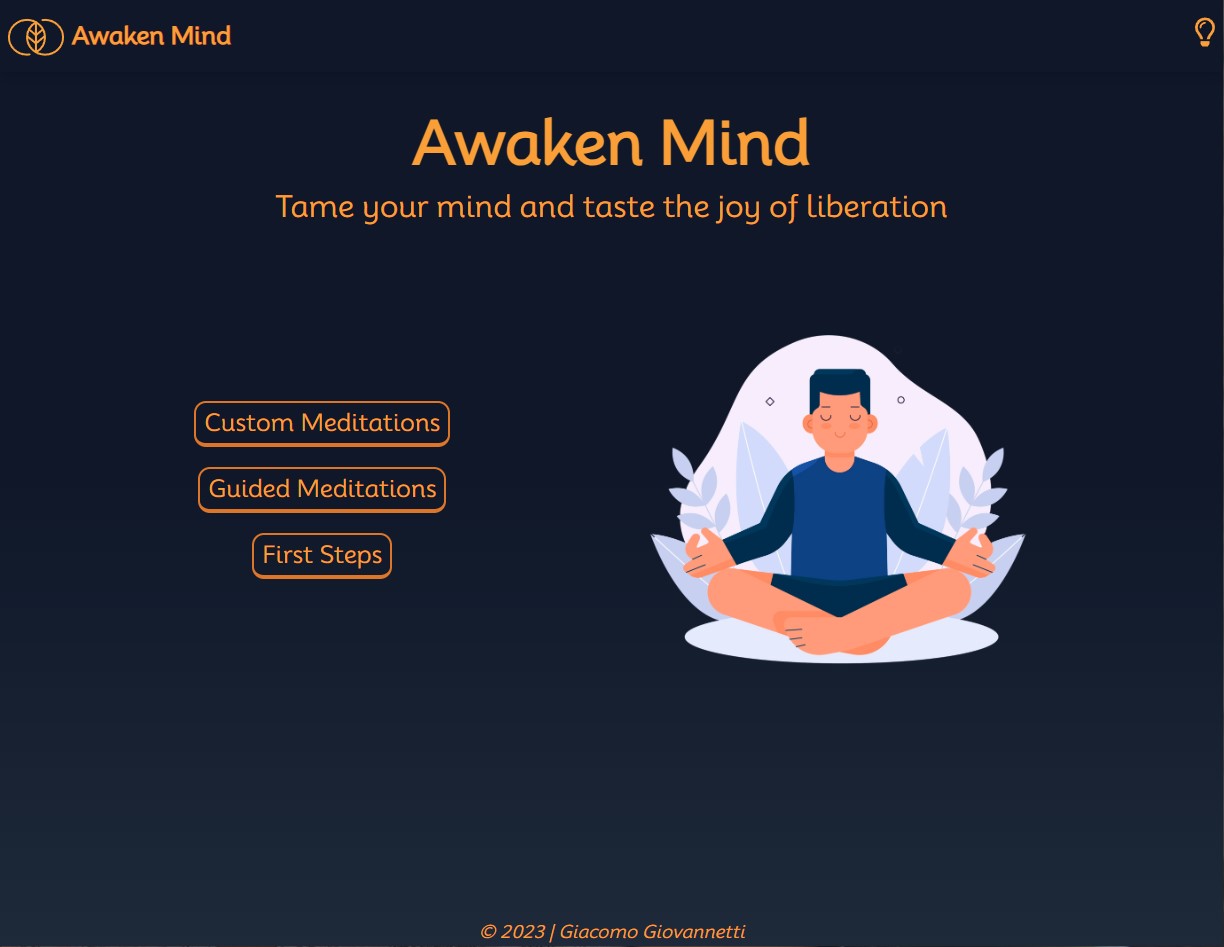 Awaken Mind
Awaken Mind
Tame your mind and taste the joy of liberation
Custom Meditations
Guided Meditations
First Steps
© 2023 | Giacomo Giovannetti